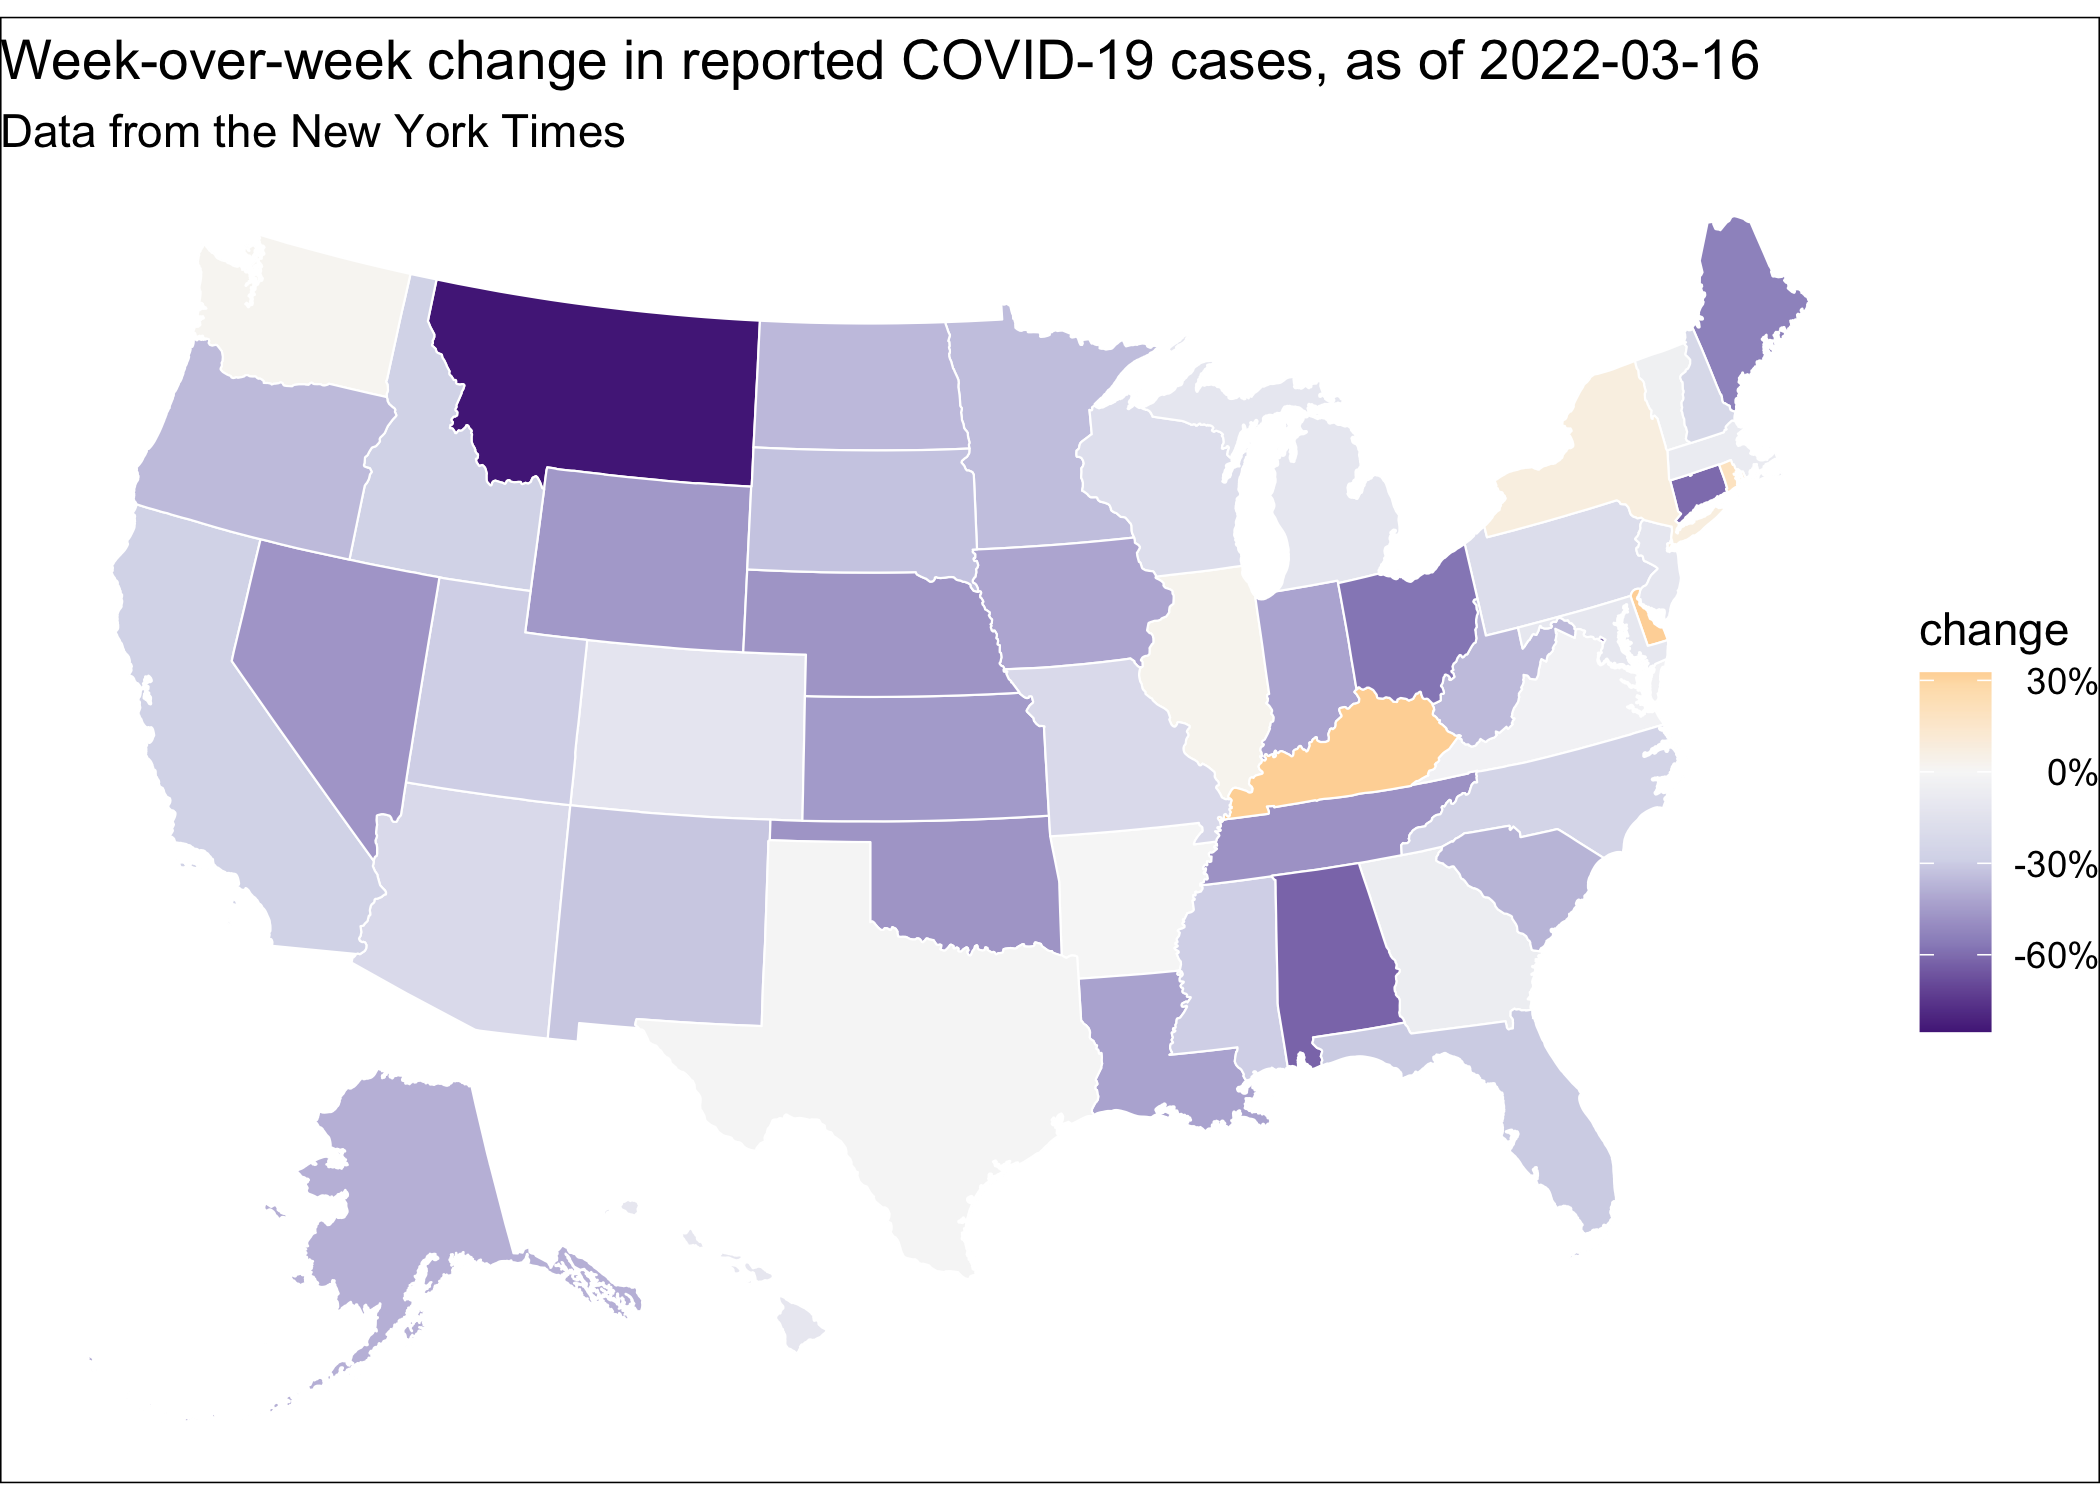 Week-over-week change in reported COVID-19 cases, as of 2022-03-16
Data from the New York Times
change
30%
0%
-30%
-60%